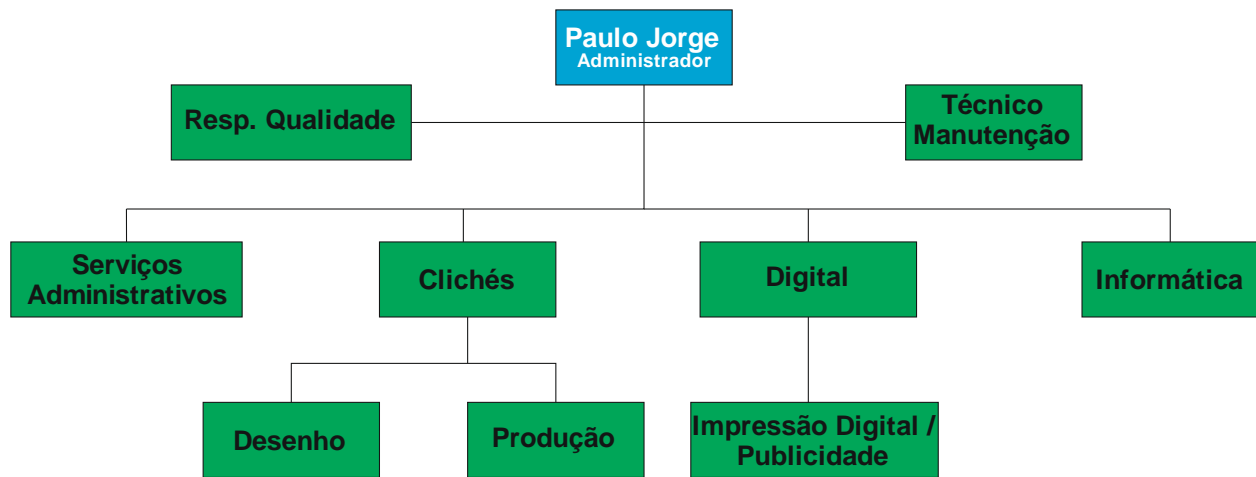 Paulo Jorge
Administrador
Resp. Qualidade
Técnico
Manutenção
Serviços
Administrativos
Clichés
Digital
Informática
Desenho
Produção
Impressão Digital /
Publicidade